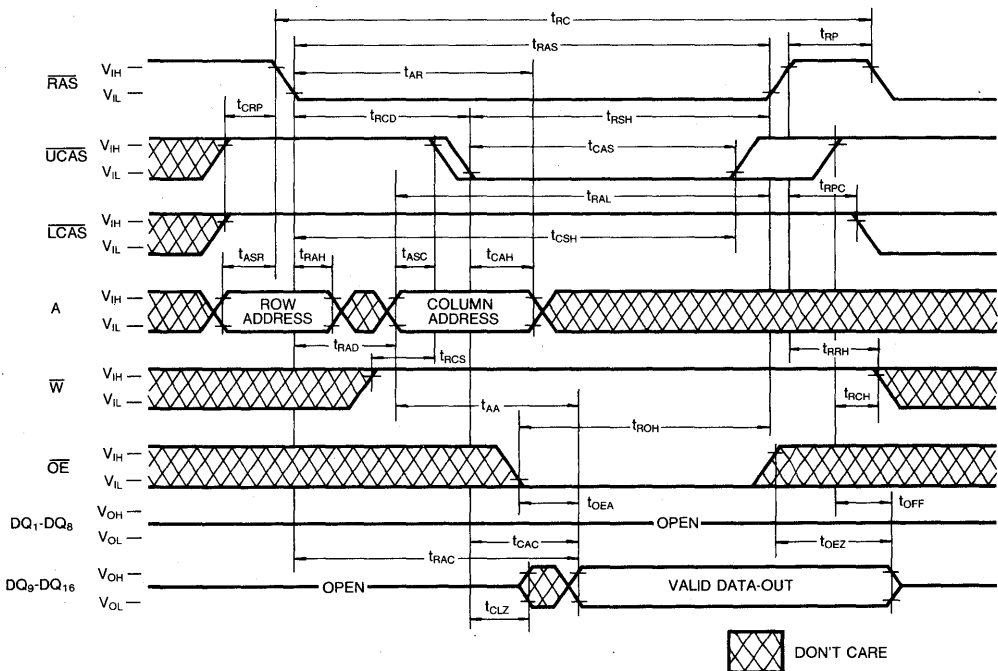 tRC
tRAS
tRP
tAR
RAS
VIH
VIL
tCRP
tRCD
tRSH
UCAS
VIH
VIL
tCAS
tRAL
tRPC
LCAS
VIH
VIL
tCSH
tASR
tRAH
tASC
tCAH
A
VIH
VIL
ROW ADDRESS
COLUMN ADDRESS
tRAD
tRCS
tRRH
W
VIH
VIL
tRCH
tAA
tROH
OE
VIH
VIL
tOEA
tOFF
DQ1-DQ8
VOH
VOL
OPEN
tCAC
tOEZ
tRAC
DQ9-DQ16
VOH
VOL
OPEN
VALID DATA-OUT
tCLZ
DON'T CARE